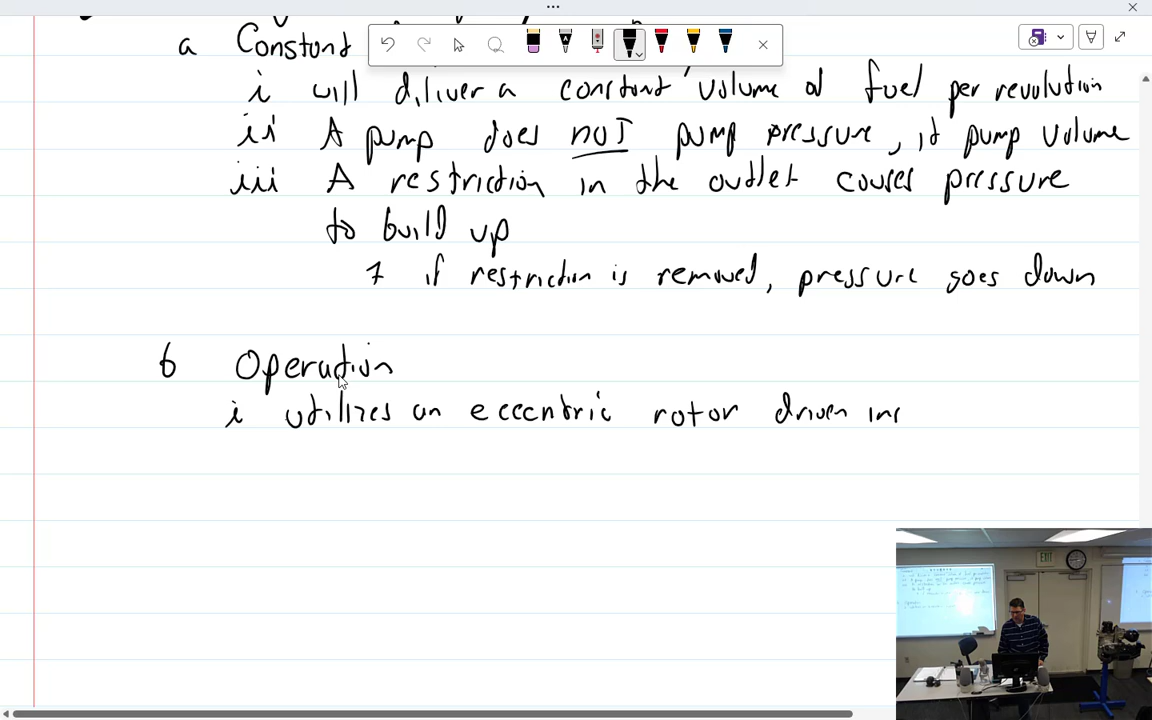 a Constant
i will deliver a constant volume of fuel per revolution
ii A pump does NOT pump pressure, it pump volume
iii A restriction in the outlet causes pressure
to build up
1 if restriction is removed, pressure goes down
b Operation
i utilizes an eccentric rotor driven
EXIT